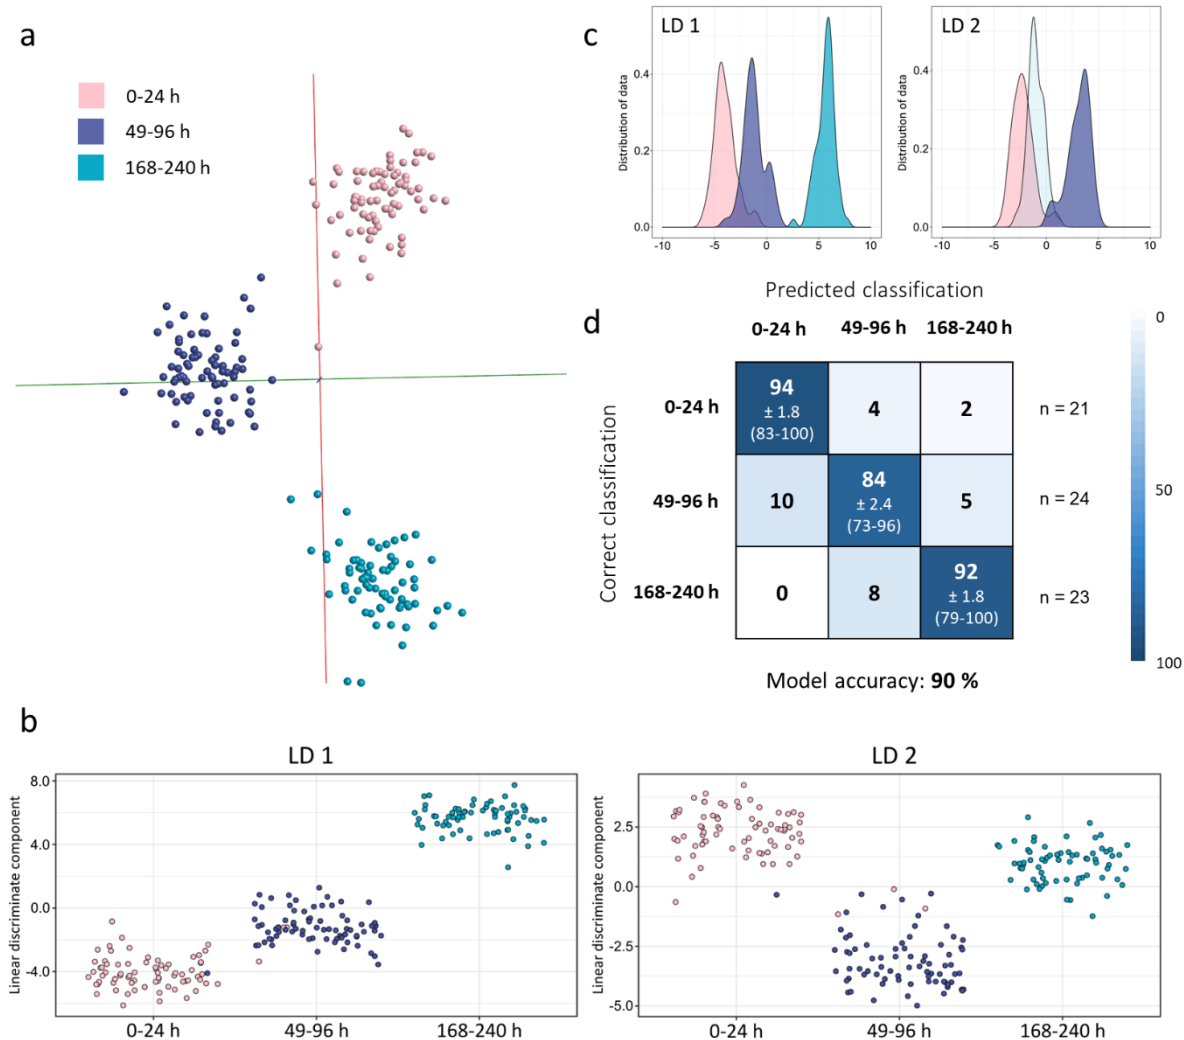 a
0-24 h
49-96 h
168-240 h
c
LD 1
Distribution of data
0.4
0.2
0.0
-10
-5
0
5
10
LD 2
Distribution of data
0.4
0.2
0.0
-10
-5
0
5
10
d
Predicted classification
0-24 h
49-96 h
168-240 h
Correct classification
0-24 h
94
± 1.8
(83-100)
4
2
n = 21
49-96 h
10
84
± 2.4
(73-96)
5
n = 24
168-240 h
0
8
92
± 1.8
(79-100)
n = 23
0
50
100
Model accuracy: 90 %
b
LD 1
Linear discriminate component
8.0
4.0
0.0
-4.0
0-24 h
49-96 h
168-240 h
LD 2
Linear discriminate component
2.5
0.0
-2.5
-5.0
0-24 h
49-96 h
168-240 h